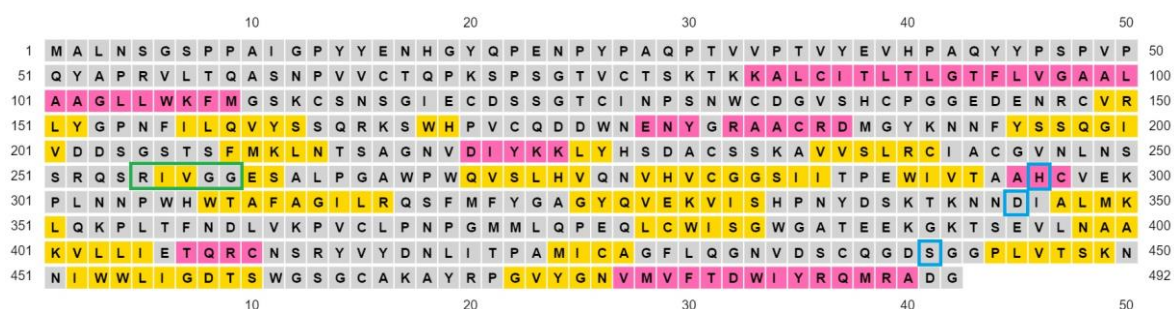 10 20 30 40 50
1 M A L N S G S P P A I G P Y Y E N H G Y Q P E N P Y P A Q P T V V P T V Y E V H P A Q Y Y P S P V P 50
51 Q Y A P R V L T Q A S N P V V C T Q P K S P S G T V C T S K T K K A L C I T L T L G T F L V G A A L 100
101 A A G L L W K F M G S K C S N S G I E C D S S G T C I N P S N W C D G V S H C P G G E D E N R C V R 150
151 L Y G P N F I L Q V Y S S Q R K S W H P V C Q D D W N E N Y G R A A C R D M G Y K N N F Y S S Q G I 200
201 V D D S G S T S F M K L N T S A G N V D I Y K K L Y H S D A C S S K A V V S L R C I A C G V N L N S 250
251 S R Q S R I V G G E S A L P G A W P W Q V S L H V Q N V H V C G G S I I T P E W I V T A A H C V E K 300
301 P L N N P W H W T A F A G I L R Q S F M F Y G A G Y Q V E K V I S H P N Y D S K T K N N D I A L M K 350
351 L Q K P L T F N D L V K P V C L P N P G M M L Q P E Q L C W I S G W G A T E E K G K T S E V L N A A 400
401 K V L L I E T Q R C N S R Y V Y D N L I T P A M I C A G F L Q G N V D S C Q G D S G G P L V T S K N 450
451 N I W W L I G D T S W G S G C A K A Y R P G V Y G N V M V F T D W I Y R Q M R A D G 492
10 20 30 40 50